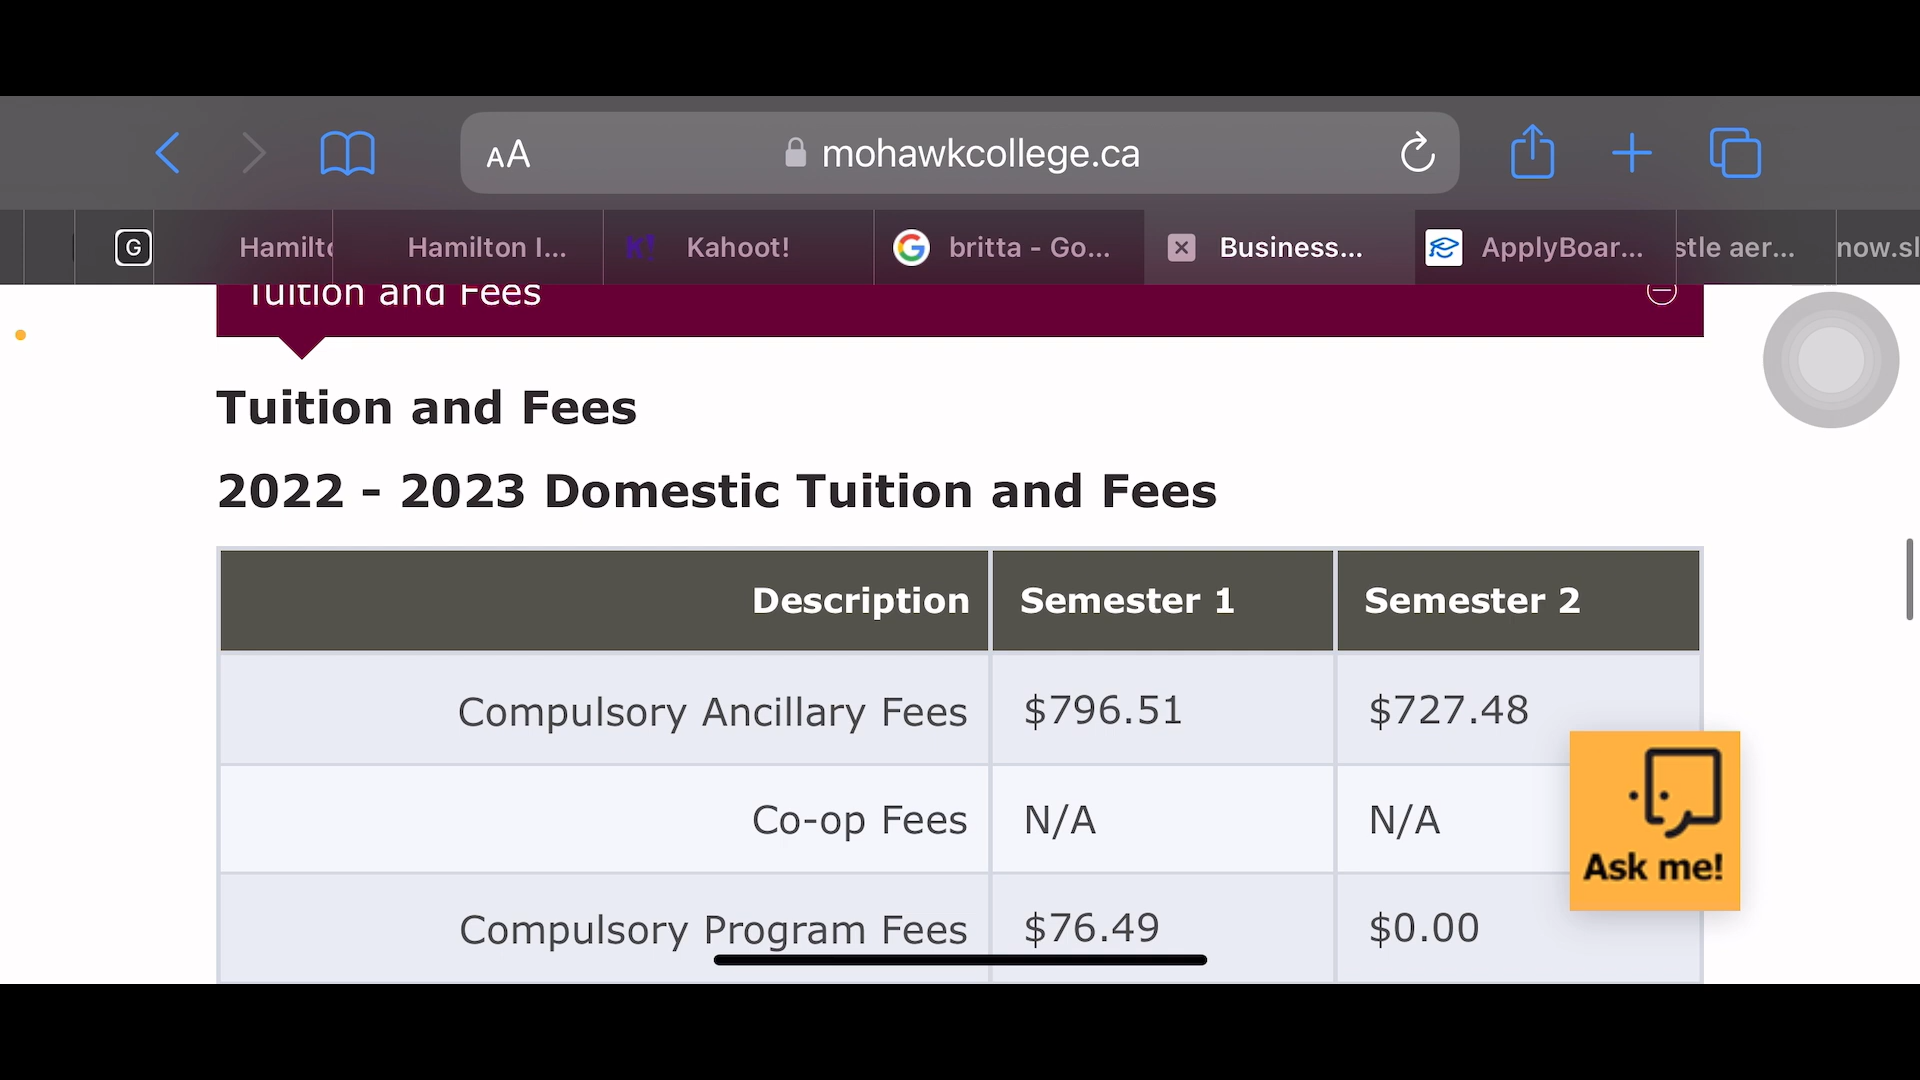 AA mohawkcollege.ca
G Hamilto Hamilton I... K! Kahoot! G britta - Go... Business... ApplyBoar... stle aer... now.sl
Tuition and Fees
Tuition and Fees
2022 - 2023 Domestic Tuition and Fees
Description Semester 1 Semester 2
Compulsory Ancillary Fees $796.51 $727.48
Co-op Fees N/A N/A
Ask me!
Compulsory Program Fees $76.49 $0.00